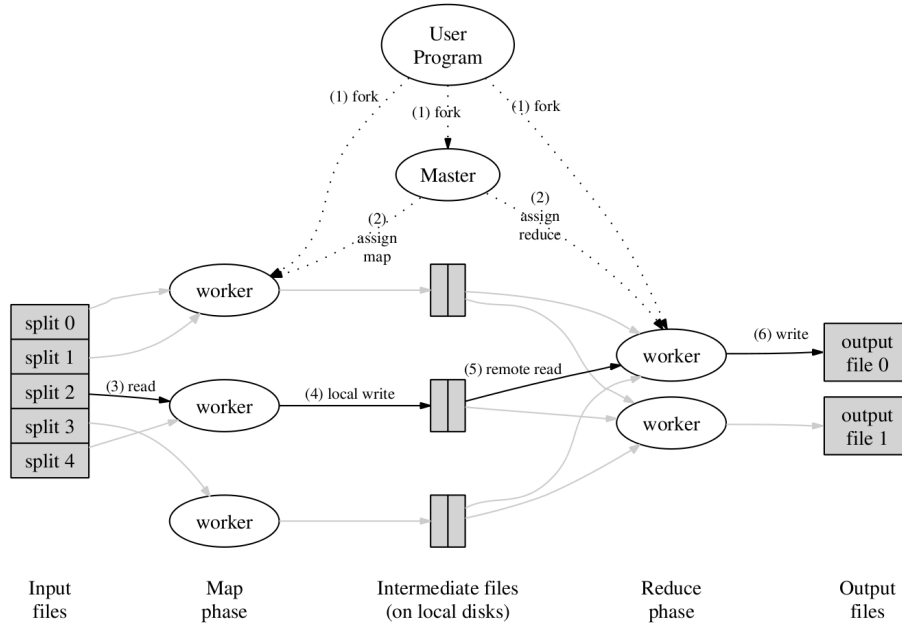 User
Program
(1) fork
(1) fork
(1) fork
Master
(2)
assign
map
(2)
assign
reduce
worker
split 0
split 1
split 2
split 3
split 4
(3) read
worker
(4) local write
(5) remote read
worker
(6) write
output
file 0
worker
output
file 1
worker
Input
files
Map
phase
Intermediate files
(on local disks)
Reduce
phase
Output
files